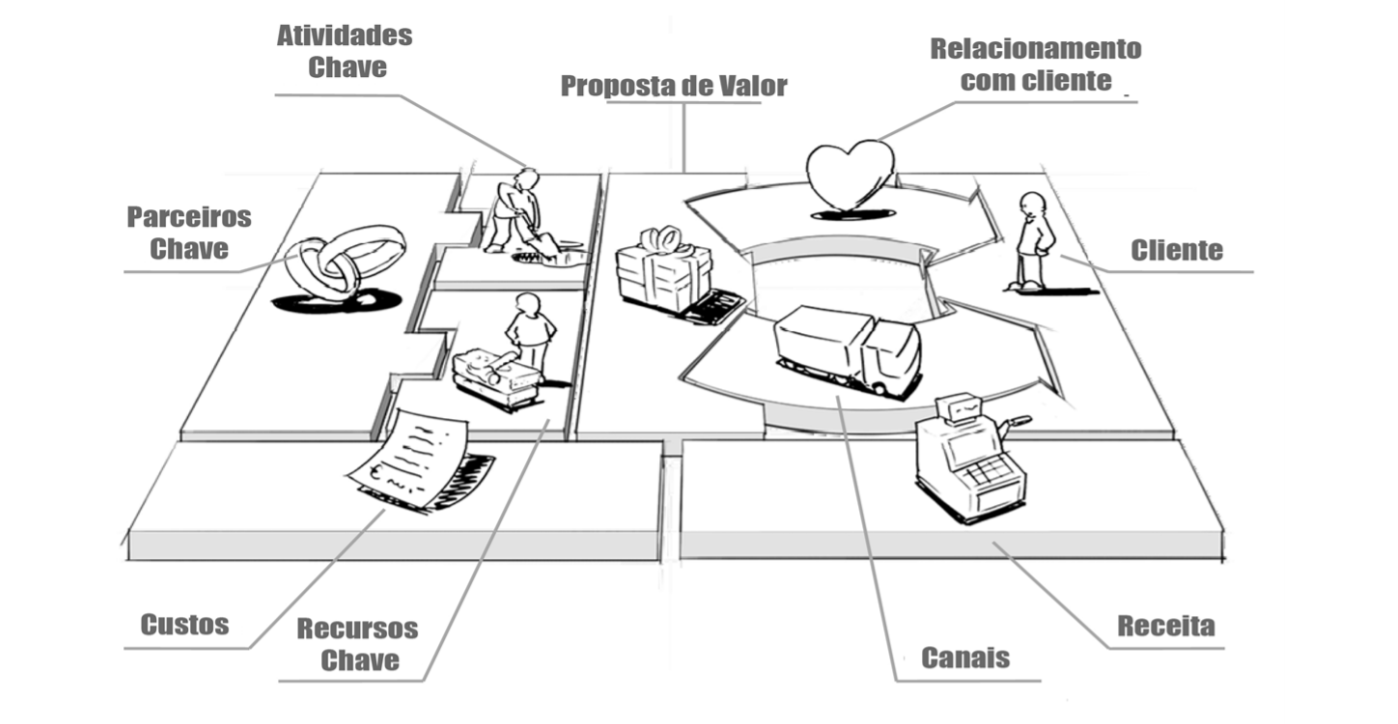 Atividades
Chave
Proposta de Valor
Relacionamento
com cliente
Parceiros
Chave
Cliente
Custos
Recursos
Chave
Canais
Receita